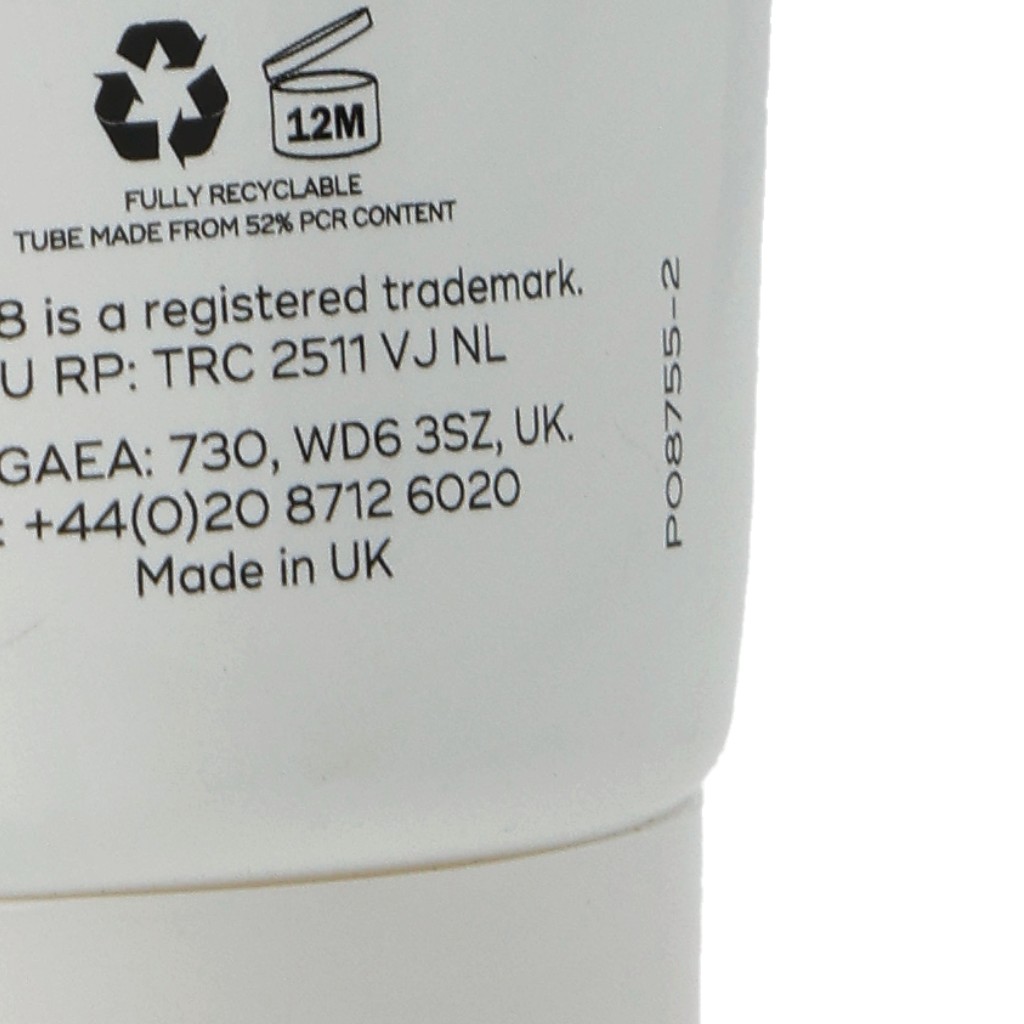 12M
FULLY RECYCLABLE
TUBE MADE FROM 52% PCR CONTENT
8 is a registered trademark.
U RP: TRC 2511 VJ NL
GAEA: 730, WD6 3SZ, UK.
: +44(0)20 8712 6020
Made in UK
P08755-2